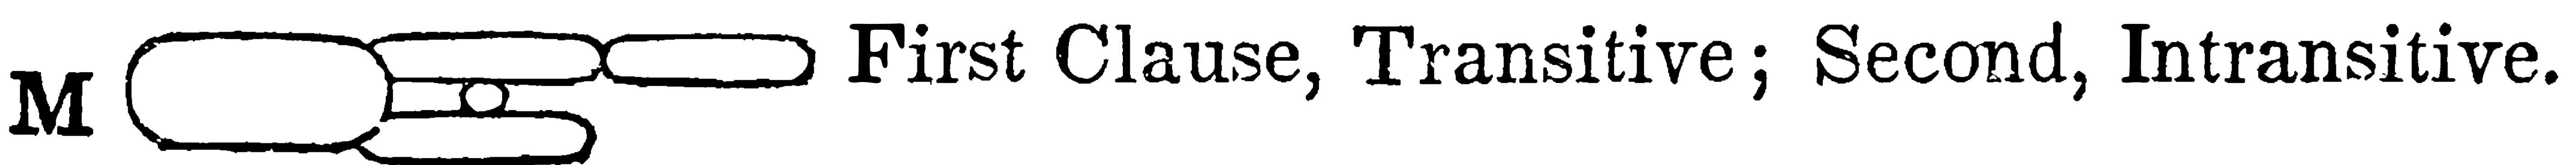 M First Clause, Transitive; Second, Intransitive.